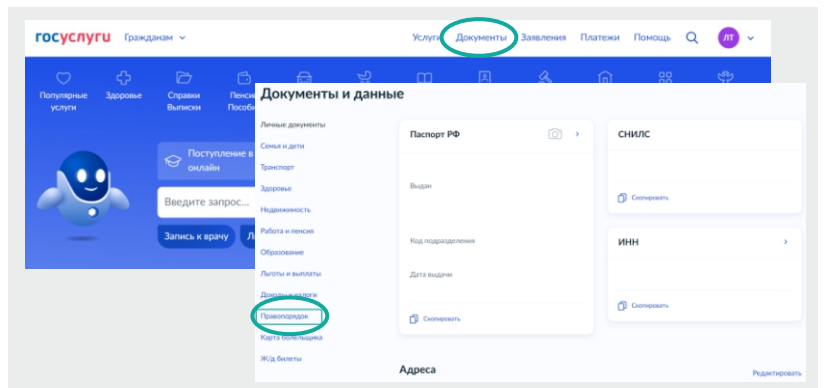 госуслуги Гражданам Услуги Документы Заявления Платежи Помощь ЛТ
Популярные услуги
Здоровье
Справки Выписки
Документы и данные
Поступление в
онлайн
Введите запрос...
Запись к врачу
Личные документы
Семья и дети
Транспорт
Здоровье
Недвижимость
Работа и пенсия
Образование
Льготы и выплаты
Доходы и налоги
Правопорядок
Карта болельщика
Ж/д билеты
Паспорт РФ
Выдан
Код подразделения
Дата выдачи
Скопировать
СНИЛС
Скопировать
ИНН
Скопировать
Адреса
Редактировать